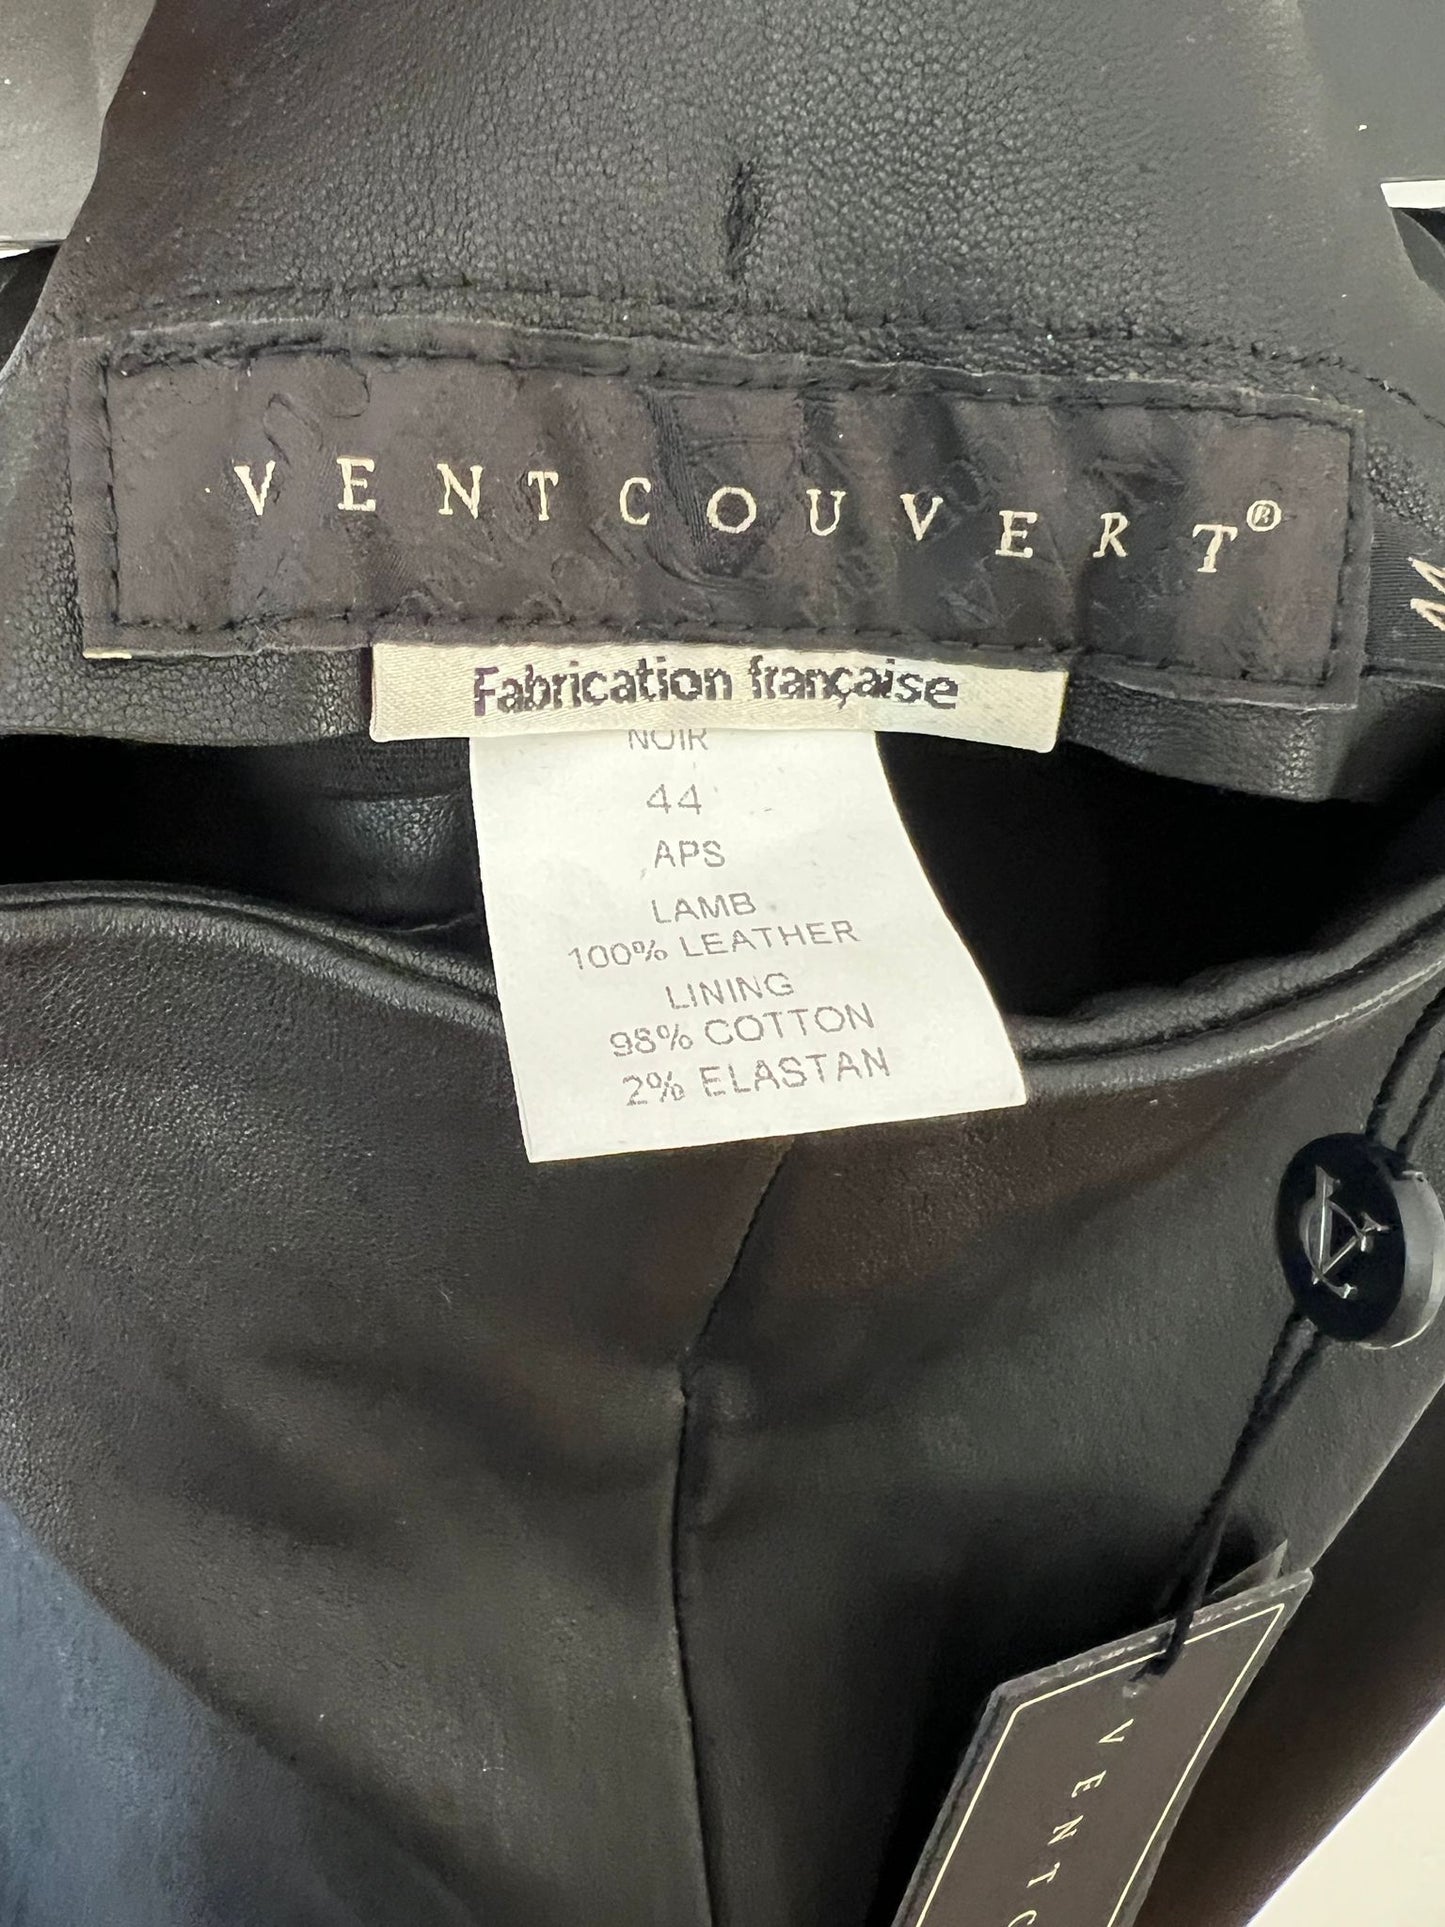 VENTCOUVERT®
Fabrication française
NOIR
44
APS
LAMB
100% LEATHER
LINING
98% COTTON
2% ELASTAN
VENTC